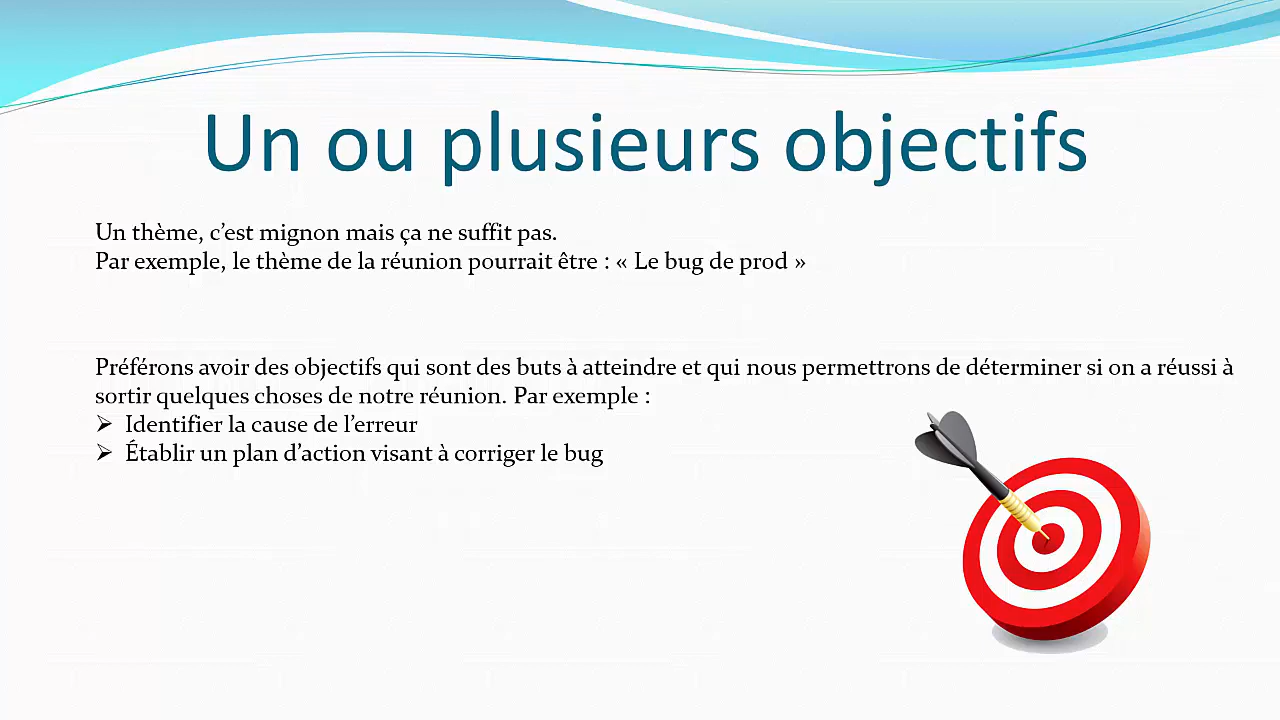 Un ou plusieurs objectifs
Un thème, c’est mignon mais ça ne suffit pas.
Par exemple, le thème de la réunion pourrait être : « Le bug de prod »
Préférons avoir des objectifs qui sont des buts à atteindre et qui nous permettrons de déterminer si on a réussi à
sortir quelques choses de notre réunion. Par exemple :
➢ Identifier la cause de l’erreur
➢ Établir un plan d’action visant à corriger le bug